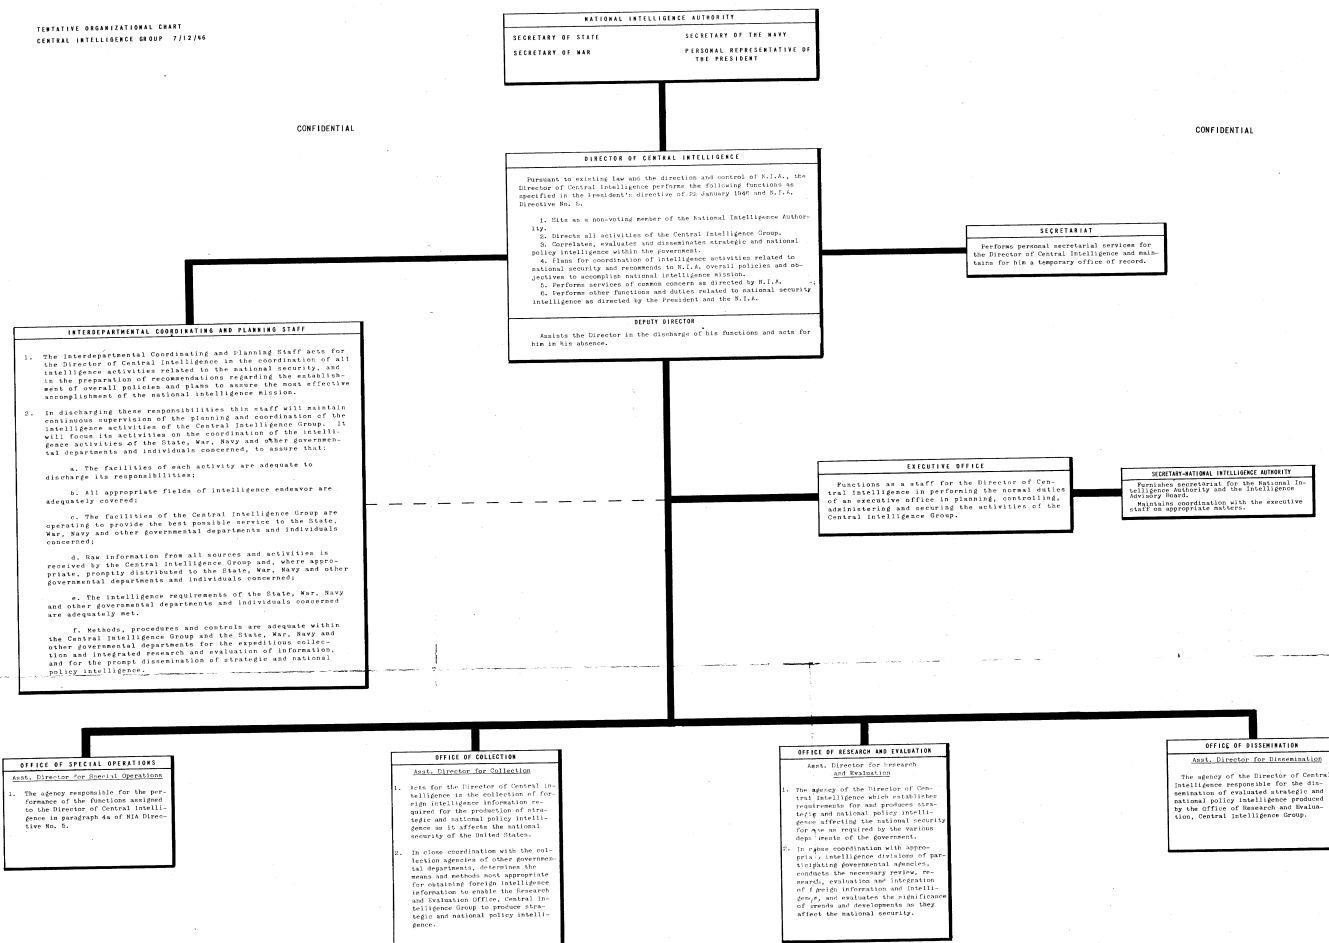 TENTATIVE ORGANIZATIONAL CHART
CENTRAL INTELLIGENCE GROUP 7/12/46
NATIONAL INTELLIGENCE AUTHORITY
SECRETARY OF STATE
SECRETARY OF THE NAVY
SECRETARY OF WAR
PERSONAL REPRESENTATIVE OF
THE PRESIDENT
CONFIDENTIAL
CONFIDENTIAL
DIRECTOR OF CENTRAL INTELLIGENCE
Pursuant to existing law and the direction and control of N.I.A., the
Director of Central Intelligence performs the following functions as
specified in the President's directive of 22 January 1946 and N.I.A.
Directive No. 5.
1. Sits as a non-voting member of the National Intelligence Author-
ity.
2. Directs all activities of the Central Intelligence Group.
3. Correlates, evaluates and disseminates strategic and national
policy intelligence within the government.
4. Plans for coordination of intelligence activities related to
national security and recommends to N.I.A. overall policies and ob-
jectives to accomplish national intelligence mission.
5. Performs services of common concern as directed by N.I.A.
6. Performs other functions and duties related to national security
intelligence as directed by the President and the N.I.A.
DEPUTY DIRECTOR
Assists the Director in the discharge of his functions and acts for
him in his absence.
SECRETARIAT
Performs personal secretarial services for
the Director of Central Intelligence and main-
tains for him a temporary office of record.
INTERDEPARTMENTAL COORDINATING AND PLANNING STAFF
1. The Interdepartmental Coordinating and Planning Staff acts for
the Director of Central Intelligence in the coordination of all
intelligence activities related to the national security, and
in the preparation of recommendations regarding the establish-
ment of overall policies and plans to assure the most effective
accomplishment of the national intelligence mission.
2. In discharging these responsibilities this staff will maintain
continuous supervision of the planning and coordination of the
intelligence activities of the Central Intelligence Group. It
will focus its activities on the coordination of the intelli-
gence activities of the State, War, Navy and other governmen-
tal departments and individuals concerned, to assure that:
a. The facilities of each activity are adequate to
discharge its responsibilities;
b. All appropriate fields of intelligence endeavor are
adequately covered;
c. The facilities of the Central Intelligence Group are
operating to provide the best possible service to the State,
War, Navy and other governmental departments and individuals
concerned;
d. Raw information from all sources and activities is
received by the Central Intelligence Group and, where appro-
priate, promptly distributed to the State, War, Navy and other
governmental departments and individuals concerned;
e. The intelligence requirements of the State, War, Navy
and other governmental departments and individuals concerned
are adequately met.
f. Methods, procedures and controls are adequate within
the Central Intelligence Group and the State, War, Navy and
other governmental departments for the expeditious collec-
tion and integrated research and evaluation of information,
and for the prompt dissemination of strategic and national
policy intelligence.
EXECUTIVE OFFICE
Functions as a staff for the Director of Cen-
tral Intelligence in performing the normal duties
of an executive office in planning, controlling,
administering and securing the activities of the
Central Intelligence Group.
SECRETARY-NATIONAL INTELLIGENCE AUTHORITY
Furnishes secretariat for the National In-
telligence Authority and the Intelligence
Advisory Board.
Maintains coordination with the executive
staff on appropriate matters.
OFFICE OF SPECIAL OPERATIONS
Asst. Director for Special Operations
1. The agency responsible for the per-
formance of the functions assigned
to the Director of Central Intelli-
gence in paragraph 4a of NIA Direc-
tive No. 5.
OFFICE OF COLLECTION
Asst. Director for Collection
1. Acts for the Director of Central In-
telligence in the collection of for-
eign intelligence information re-
quired for the production of stra-
tegic and national policy intelli-
gence as it affects the national
security of the United States.
2. In close coordination with the col-
lection agencies of other governmen-
tal departments, determines the
means and methods most appropriate
for obtaining foreign intelligence
information to enable the Research
and Evaluation Office, Central In-
telligence Group to produce stra-
tegic and national policy intelli-
gence.
OFFICE OF RESEARCH AND EVALUATION
Asst. Director for Research
and Evaluation
1. The agency of the Director of Cen-
tral Intelligence which establishes
requirements for and produces stra-
tegic and national policy intelli-
gence affecting the national security
for use as required by the various
departments of the government.
2. In close coordination with appro-
priate intelligence divisions of par-
ticipating governmental agencies,
conducts the necessary review, re-
search, evaluation and integration
of foreign information and intelli-
gence, and evaluates the significance
of trends and developments as they
affect the national security.
OFFICE OF DISSEMINATION
Asst. Director for Dissemination
The agency of the Director of Central
Intelligence responsible for the dis-
semination of evaluated strategic and
national policy intelligence produced
by the Office of Research and Evalua-
tion, Central Intelligence Group.